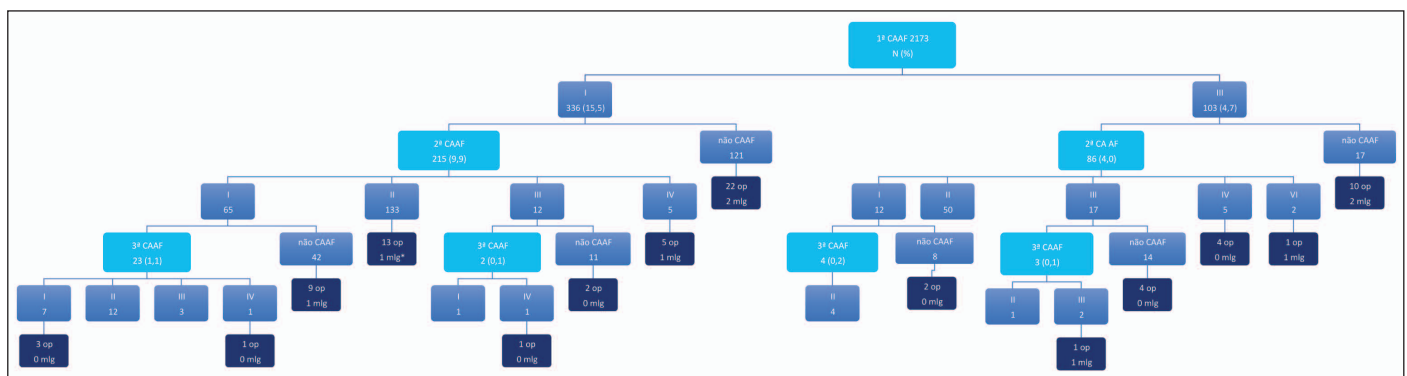 1ª CAAF 2173
N (%)
I
336 (15,5)
III
103 (4,7)
2ª CAAF
215 (9,9)
não CAAF
121
2ª CA AF
86 (4,0)
não CAAF
17
22 op
2 mlg
10 op
2 mlg
I
65
II
133
III
12
IV
5
I
12
II
50
III
17
IV
5
VI
2
3ª CAAF
23 (1,1)
não CAAF
42
13 op
1 mlg*
3ª CAAF
2 (0,1)
não CAAF
11
5 op
1 mlg
3ª CAAF
4 (0,2)
não CAAF
8
3ª CAAF
3 (0,1)
não CAAF
14
4 op
0 mlg
1 op
1 mlg
I
7
II
12
III
3
IV
1
9 op
1 mlg
I
1
IV
1
2 op
0 mlg
II
4
2 op
0 mlg
II
1
III
2
4 op
0 mlg
3 op
0 mlg
1 op
0 mlg
1 op
0 mlg
1 op
1 mlg